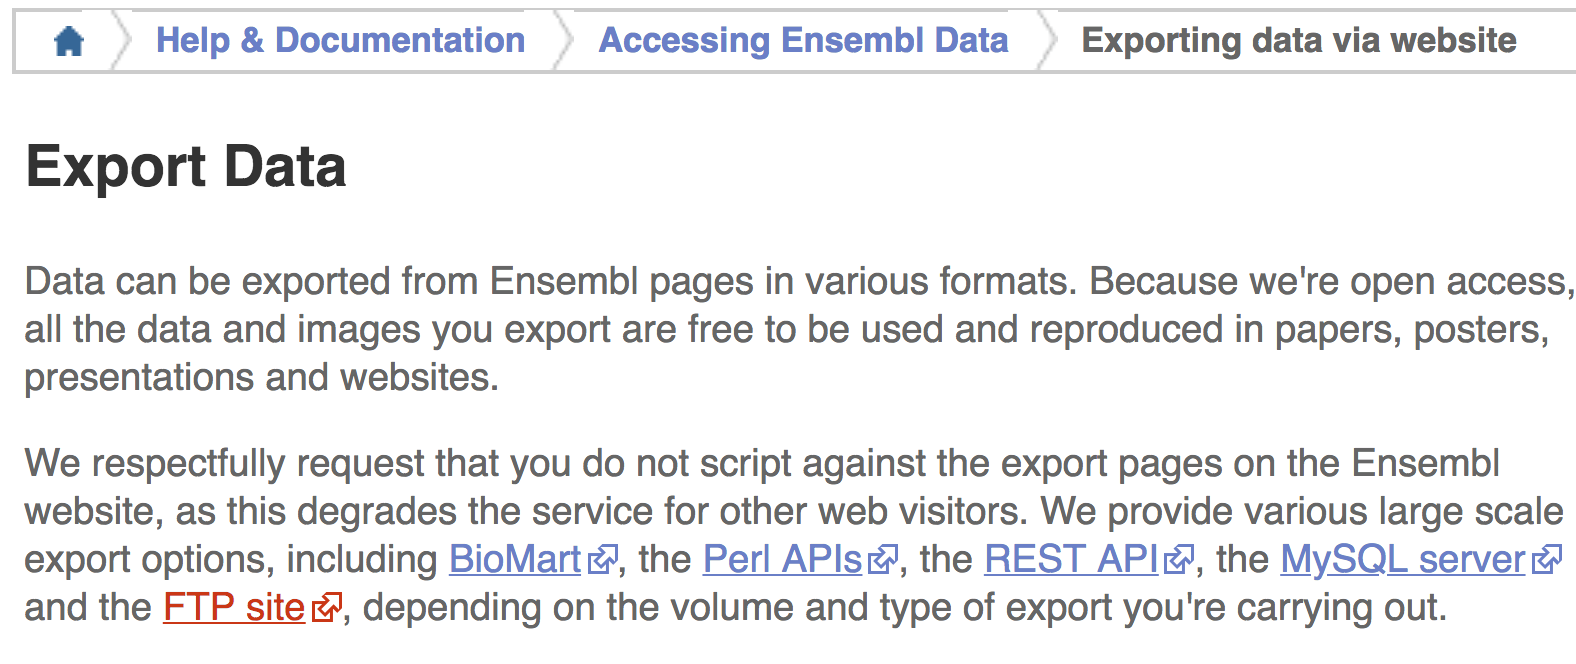 Help & Documentation Accessing Ensembl Data Exporting data via website
Export Data
Data can be exported from Ensembl pages in various formats. Because we're open access,
all the data and images you export are free to be used and reproduced in papers, posters,
presentations and websites.
We respectfully request that you do not script against the export pages on the Ensembl
website, as this degrades the service for other web visitors. We provide various large scale
export options, including BioMart, the Perl APIs, the REST API, the MySQL server
and the FTP site, depending on the volume and type of export you're carrying out.